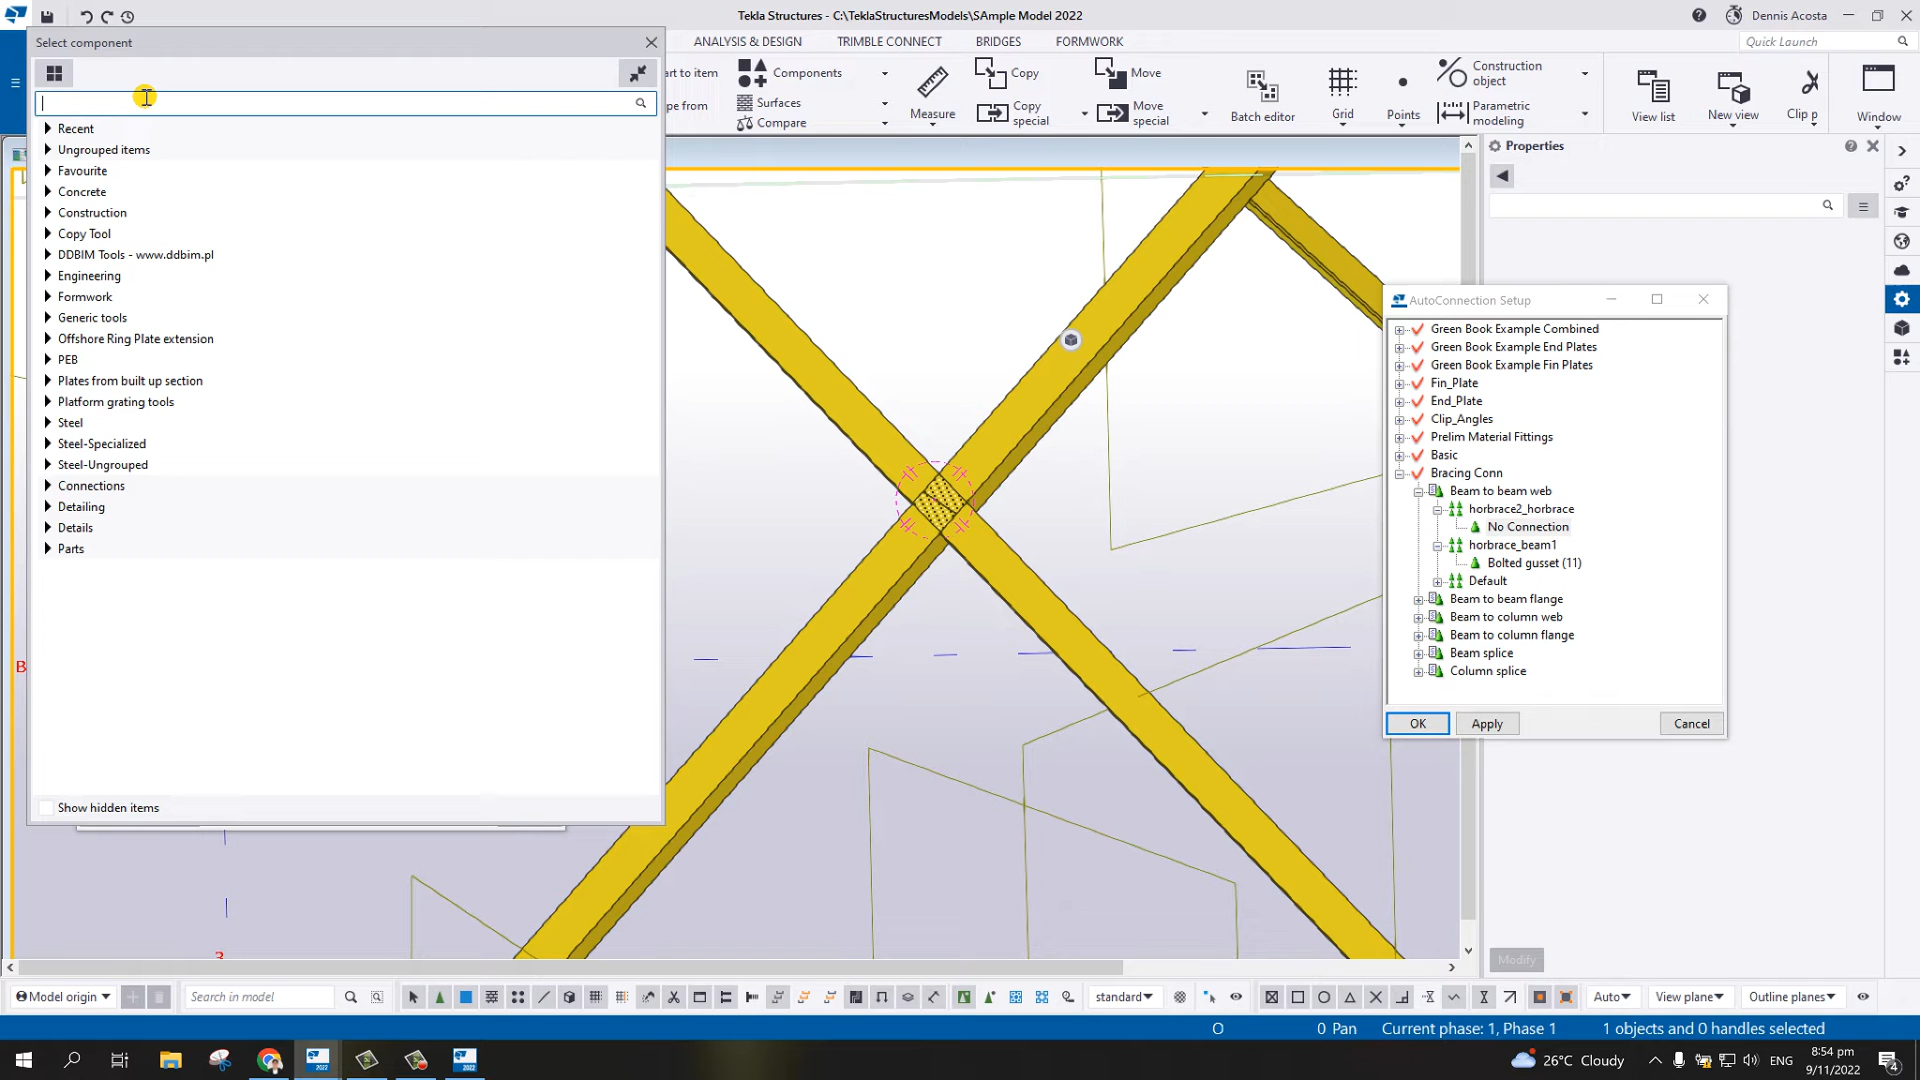 Tekla Structures - C:\TeklaStructuresModels\SAmple Model 2022
Dennis Acosta
Select component
ANALYSIS & DESIGN
TRIMBLE CONNECT
BRIDGES
FORMWORK
Quick Launch
Components
Surfaces
Compare
Measure
Copy
Copy special
Move
Move special
Batch editor
Grid
Points
Construction object
Parametric modeling
View list
New view
Clip p
Window
Recent
Ungrouped items
Favourite
Concrete
Construction
Copy Tool
DDBIM Tools - www.ddbim.pl
Engineering
Formwork
Generic tools
Offshore Ring Plate extension
PEB
Plates from built up section
Platform grating tools
Steel
Steel-Specialized
Steel-Ungrouped
Connections
Detailing
Details
Parts
Show hidden items
Properties
AutoConnection Setup
Green Book Example Combined
Green Book Example End Plates
Green Book Example Fin Plates
Fin_Plate
End_Plate
Clip_Angles
Prelim Material Fittings
Basic
Bracing Conn
Beam to beam web
horbrace2_horbrace
No Connection
horbrace_beam1
Bolted gusset (11)
Default
Beam to beam flange
Beam to column web
Beam to column flange
Beam splice
Column splice
OK
Apply
Cancel
B
3
Modify
Model origin
Search in model
standard
Auto
View plane
Outline planes
O
0 Pan
Current phase: 1, Phase 1
1 objects and 0 handles selected
2022
2022
26°C Cloudy
ENG
8:54 pm
9/11/2022
4